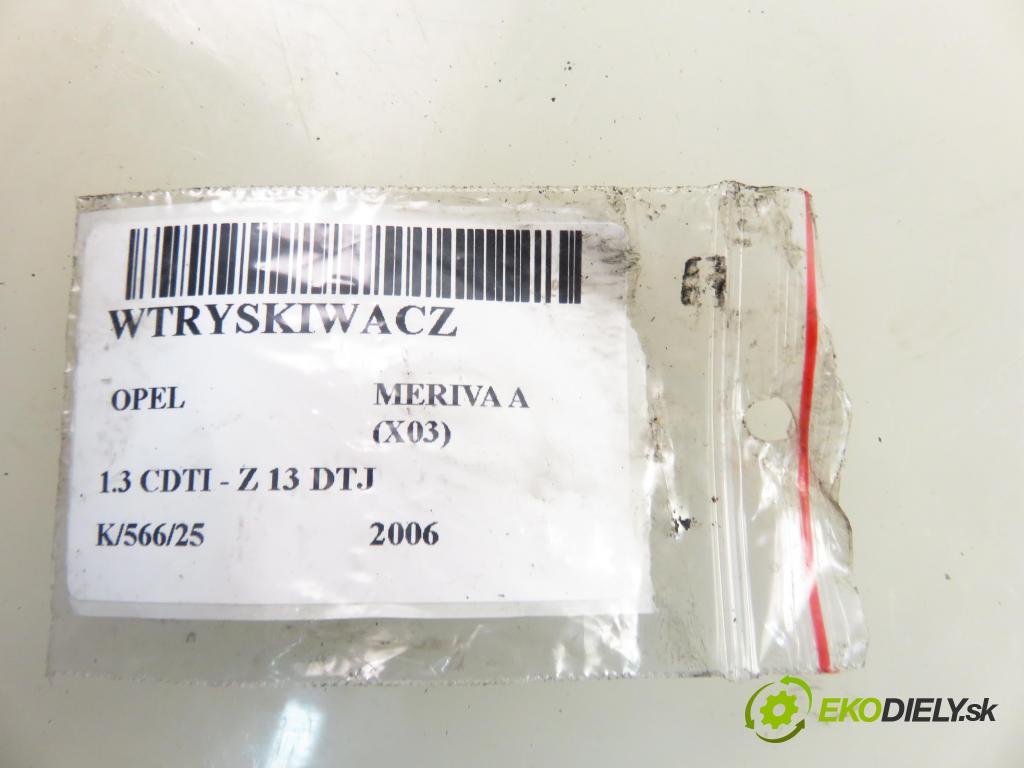 WTRYSKIWACZ
OPEL MERIVA A
(X03)
1.3 CDTI - Z 13 DTJ
K/566/25 2006
EKODIELY.sk